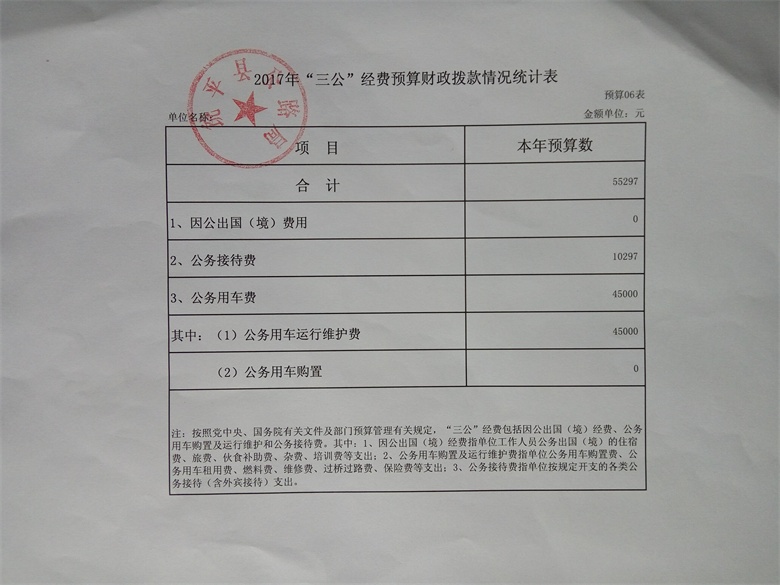 2017年“三公”经费预算财政拨款情况统计表
预算06表
单位名称:
金额单位：元
项 目 本年预算数
合 计 55297
1、因公出国（境）费用 0
2、公务接待费 10297
3、公务用车费 45000
其中：（1）公务用车运行维护费 45000
（2）公务用车购置 0
注：按照党中央、国务院有关文件及部门预算管理有关规定，“三公”经费包括因公出国（境）经费、公务
用车购置及运行维护和公务接待费。其中：1、因公出国（境）经费指单位工作人员公务出国（境）的住宿
费、旅费、伙食补助费、杂费、培训费等支出；2、公务用车购置及运行维护费指单位公务用车购置费、公
务用车租用费、燃料费、维修费、过桥过路费、保险费等支出；3、公务接待费指单位按规定开支的各类公
务接待（含外宾接待）支出。